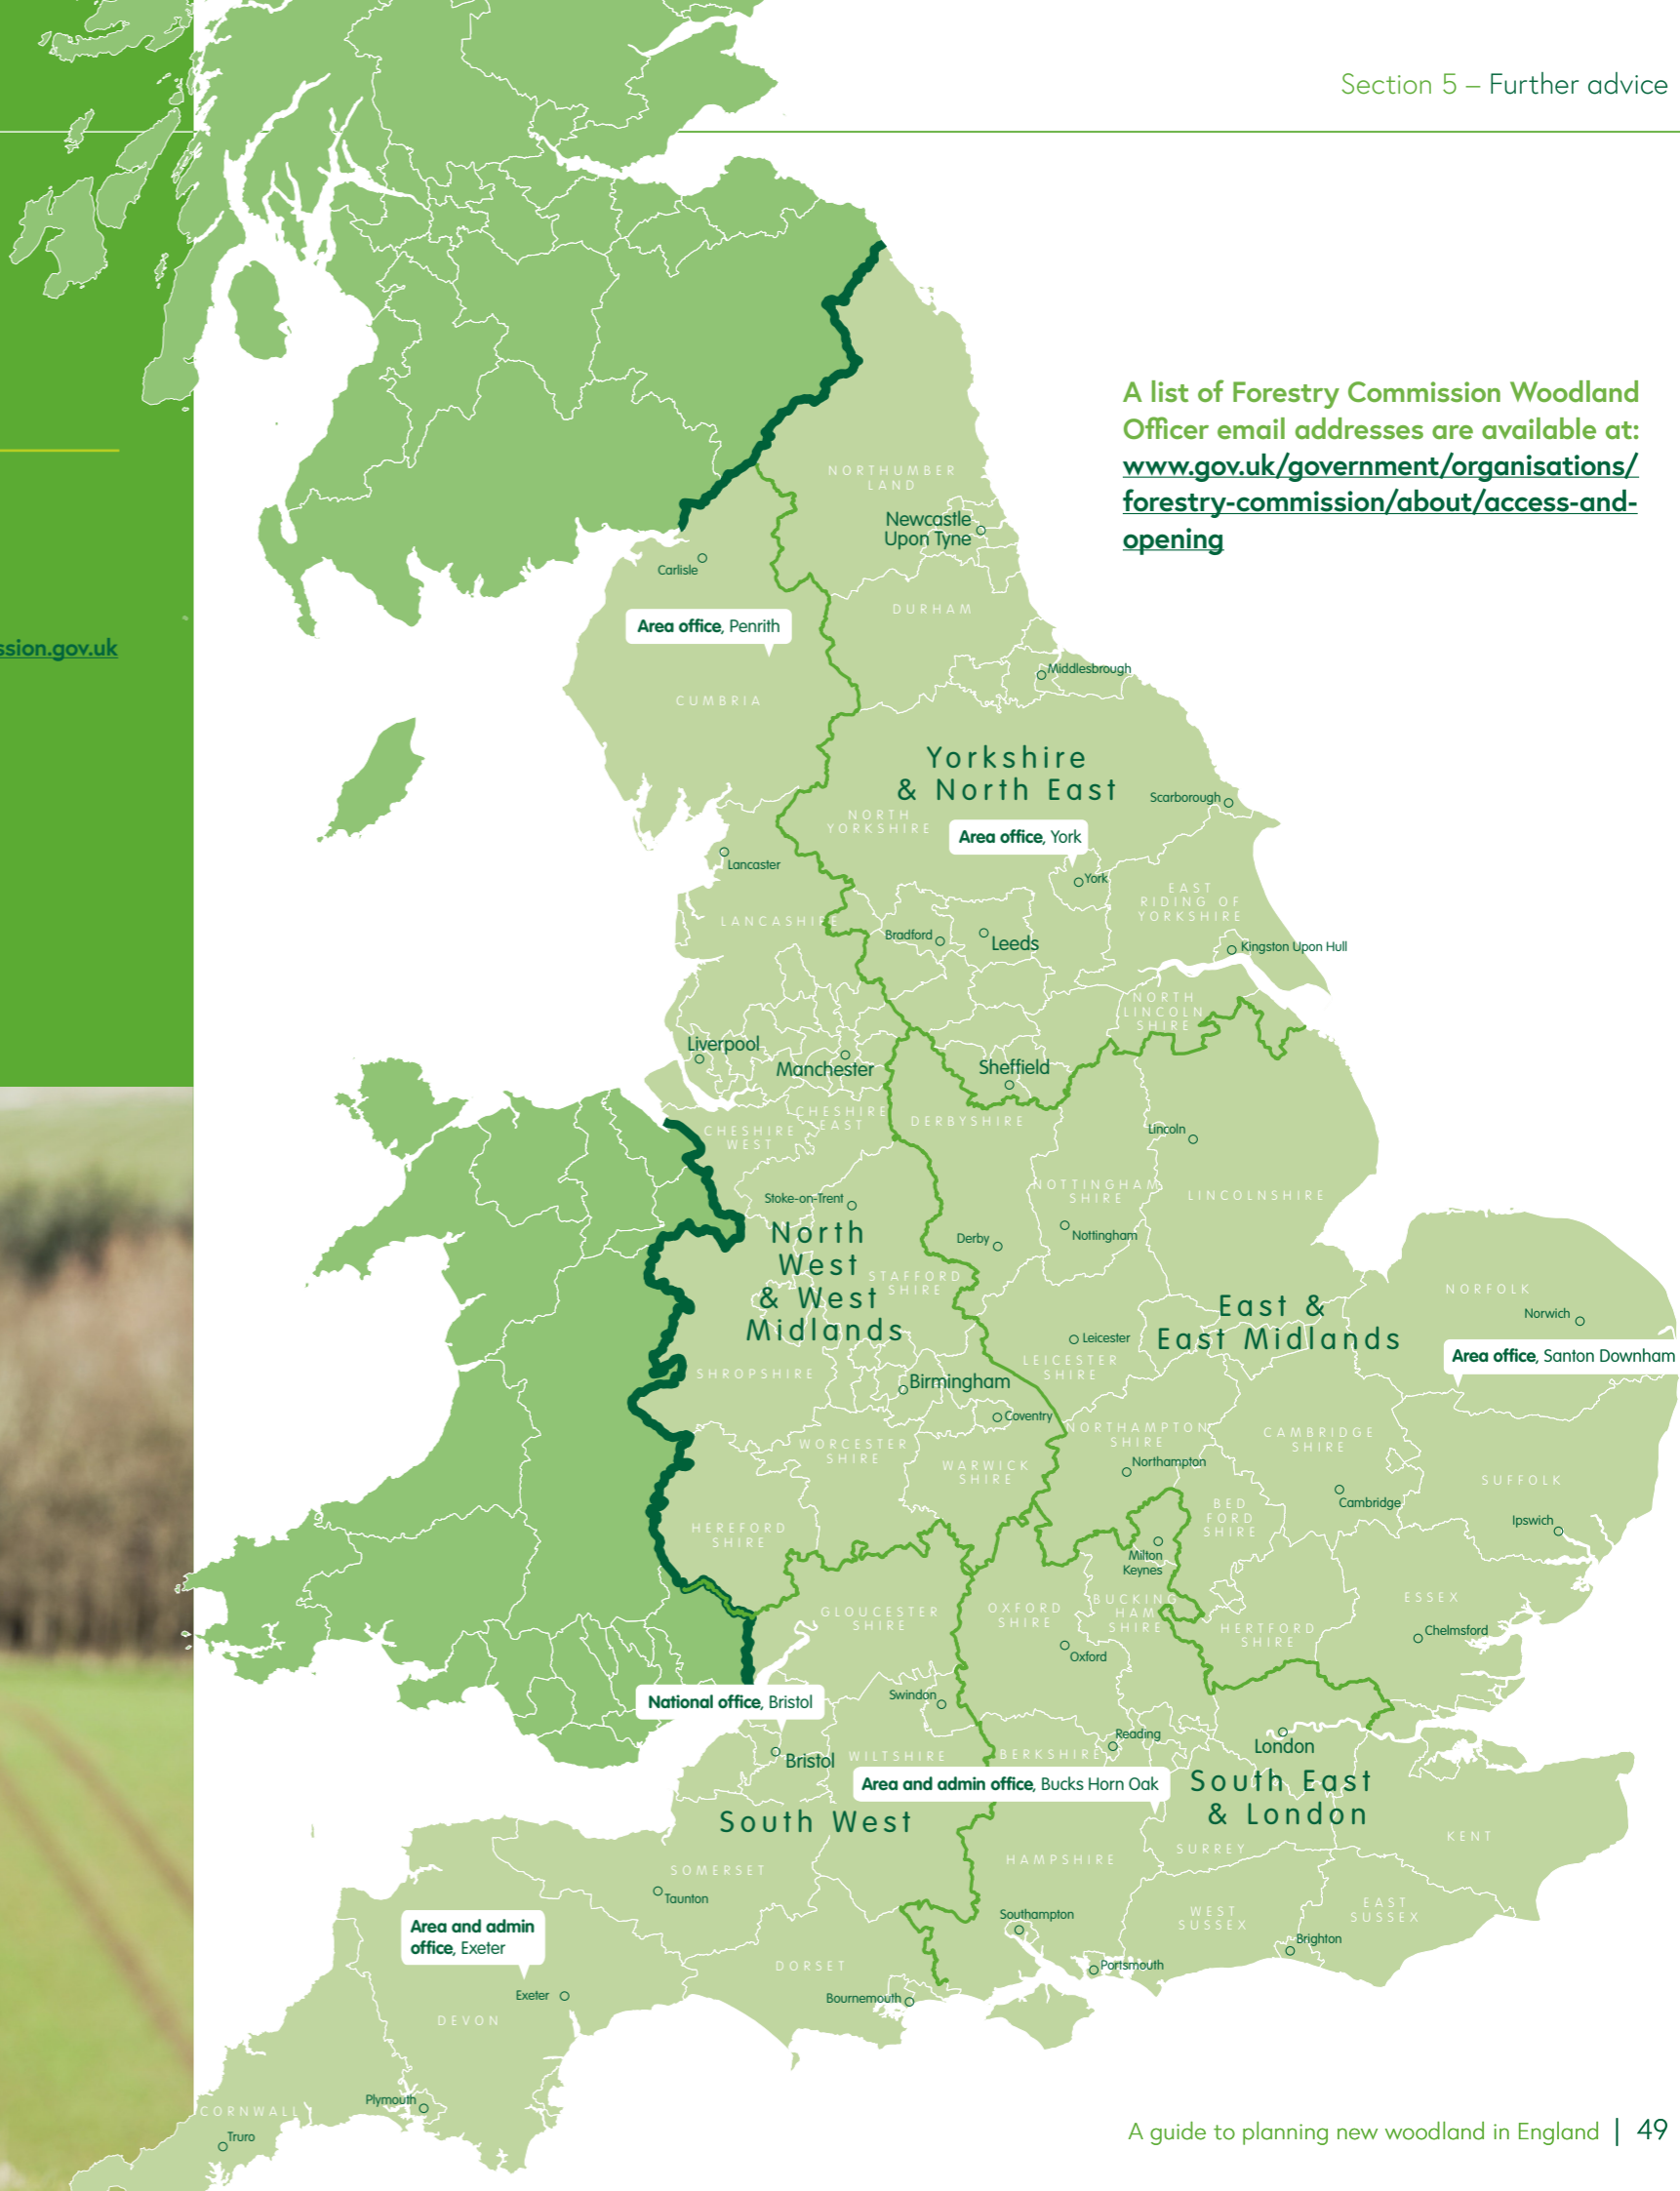 Section 5 – Further advice
A list of Forestry Commission Woodland
Officer email addresses are available at:
www.gov.uk/government/organisations/
forestry-commission/about/access-and-
opening
ssion.gov.uk
NORTHUMBER
LAND
Newcastle
Upon Tyne
Carlisle
DURHAM
Area office, Penrith
Middlesbrough
CUMBRIA
Yorkshire
& North East
Scarborough
NORTH
YORKSHIRE
Area office, York
Lancaster
York
EAST
RIDING OF
YORKSHIRE
LANCASHIRE
Bradford
Leeds
Kingston Upon Hull
NORTH
LINCOLN
SHIRE
Liverpool
Manchester
Sheffield
CHESHIRE
EAST
CHESHIRE
WEST
DERBYSHIRE
Lincoln
NOTTINGHAM
SHIRE
LINCOLNSHIRE
Stoke-on-Trent
North
West
& West
Midlands
Derby
Nottingham
STAFFORD
SHIRE
NORFOLK
Norwich
East &
East Midlands
Leicester
LEICESTER
SHIRE
Area office, Santon Downham
SHROPSHIRE
Birmingham
Coventry
NORTHAMPTON
SHIRE
CAMBRIDGE
SHIRE
WORCESTER
SHIRE
WARWICK
SHIRE
Northampton
SUFFOLK
Cambridge
BED
FORD
SHIRE
Ipswich
HEREFORD
SHIRE
Milton
Keynes
ESSEX
GLOUCESTER
SHIRE
OXFORD
SHIRE
BUCKING
HAM
SHIRE
HERTFORD
SHIRE
Chelmsford
Oxford
National office, Bristol
Swindon
Reading
London
Bristol
WILTSHIRE
BERKSHIRE
Area and admin office, Bucks Horn Oak
South East
& London
South West
KENT
SURREY
HAMPSHIRE
SOMERSET
Taunton
Southampton
WEST
SUSSEX
EAST
SUSSEX
Area and admin
office, Exeter
Brighton
DORSET
Portsmouth
Exeter
Bournemouth
DEVON
Plymouth
CORNWALL
Truro
A guide to planning new woodland in England | 49